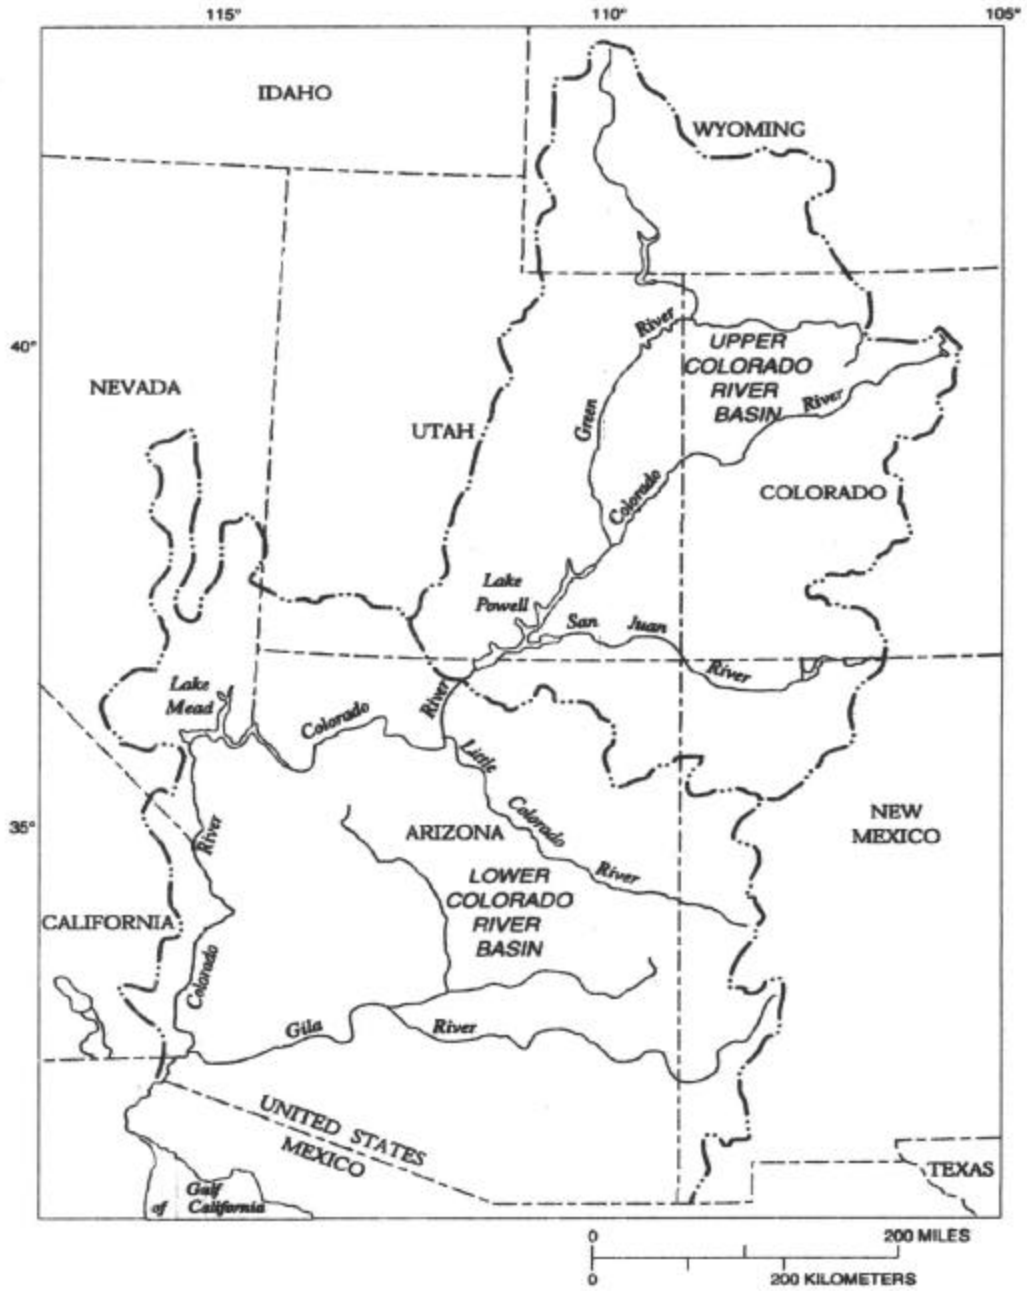 115°
110°
105°
IDAHO
WYOMING
40°
River
UPPER
COLORADO
RIVER
BASIN
River
NEVADA
Green
UTAH
Colorado
COLORADO
Lake
Powell
San
Juan
River
Lake
Mead
River
Colorado
Little
35°
River
Colorado
ARIZONA
NEW
MEXICO
River
LOWER
COLORADO
RIVER
BASIN
CALIFORNIA
Colorado
Gila
River
UNITED STATES
MEXICO
TEXAS
Gulf
of California
0 200 MILES
0 200 KILOMETERS